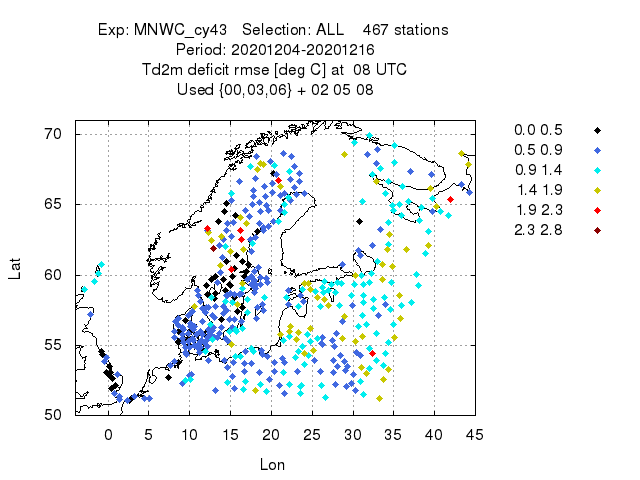 Exp: MNWC_cy43 Selection: ALL 467 stations
Period: 20201204-20201216
Td2m deficit rmse [deg C] at 08 UTC
Used {00,03,06} + 02 05 08
70
65
60
55
50
Lat
0 5 10 15 20 25 30 35 40 45
Lon
0.0 0.5
0.5 0.9
0.9 1.4
1.4 1.9
1.9 2.3
2.3 2.8